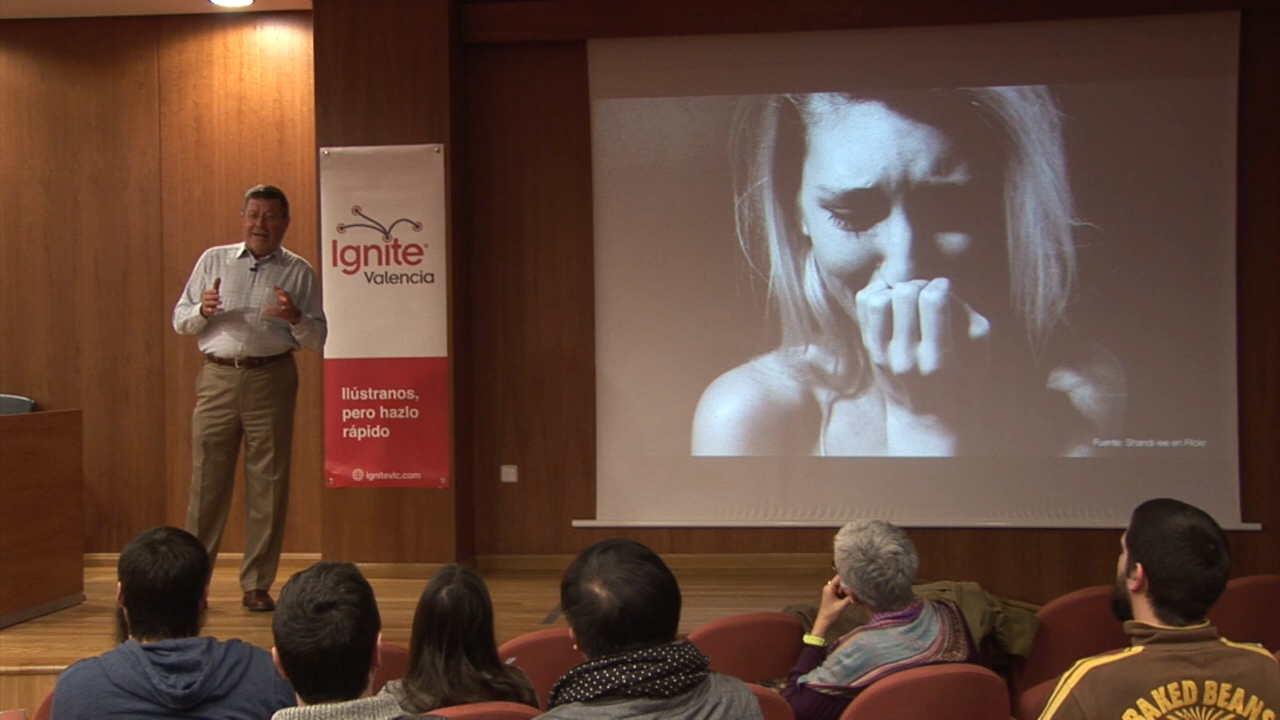 Ignite
Valencia
Ilústranos,
pero hazlo
rápido
ignitevlc.com
Fuente: Shandi-lee en Flickr
BAKED BEANS